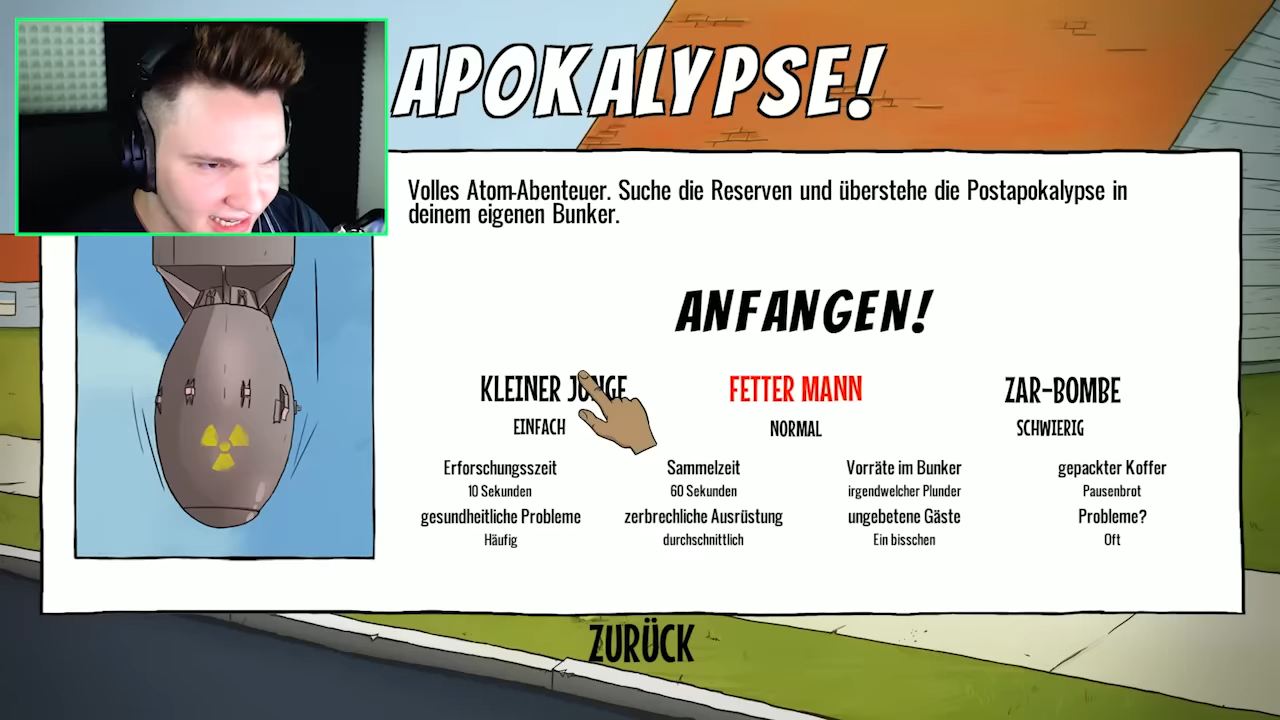 APOKALYPSE!
Volles Atom-Abenteuer. Suche die Reserven und überstehe die Postapokalypse in
deinem eigenen Bunker.
ANFANGEN!
KLEINER JUNGE FETTER MANN ZAR-BOMBE
EINFACH NORMAL SCHWIERIG
Erforschungsszeit Sammelzeit Vorräte im Bunker gepackter Koffer
10 Sekunden 60 Sekunden irgendwelcher Plunder Pausenbrot
gesundheitliche Probleme zerbrechliche Ausrüstung ungebetene Gäste Probleme?
Häufig durchschnittlich Ein bisschen Oft
ZURÜCK